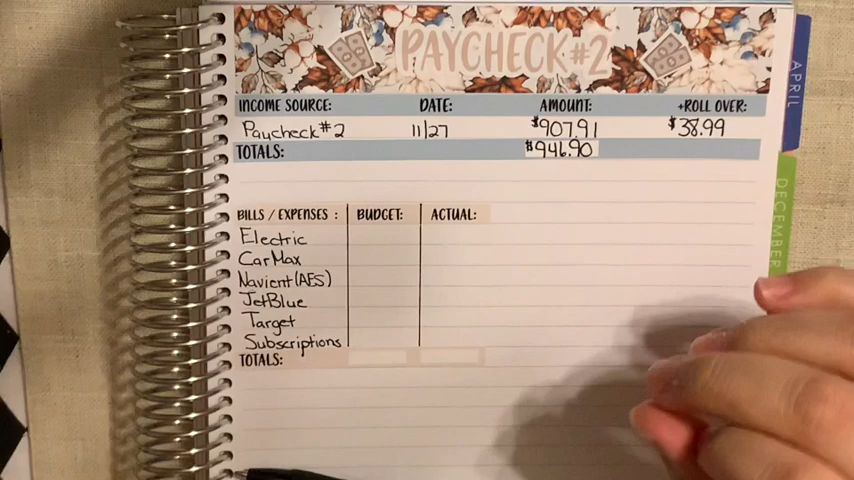 PAYCHECK #2
INCOME SOURCE: DATE: AMOUNT: +ROLL OVER:
Paycheck #2 11/27 $907.91 $38.99
TOTALS: $946.90
BILLS / EXPENSES : BUDGET: ACTUAL:
Electric
CarMax
Navient (AES)
JetBlue
Target
Subscriptions
TOTALS:
APRIL
DECEMBER